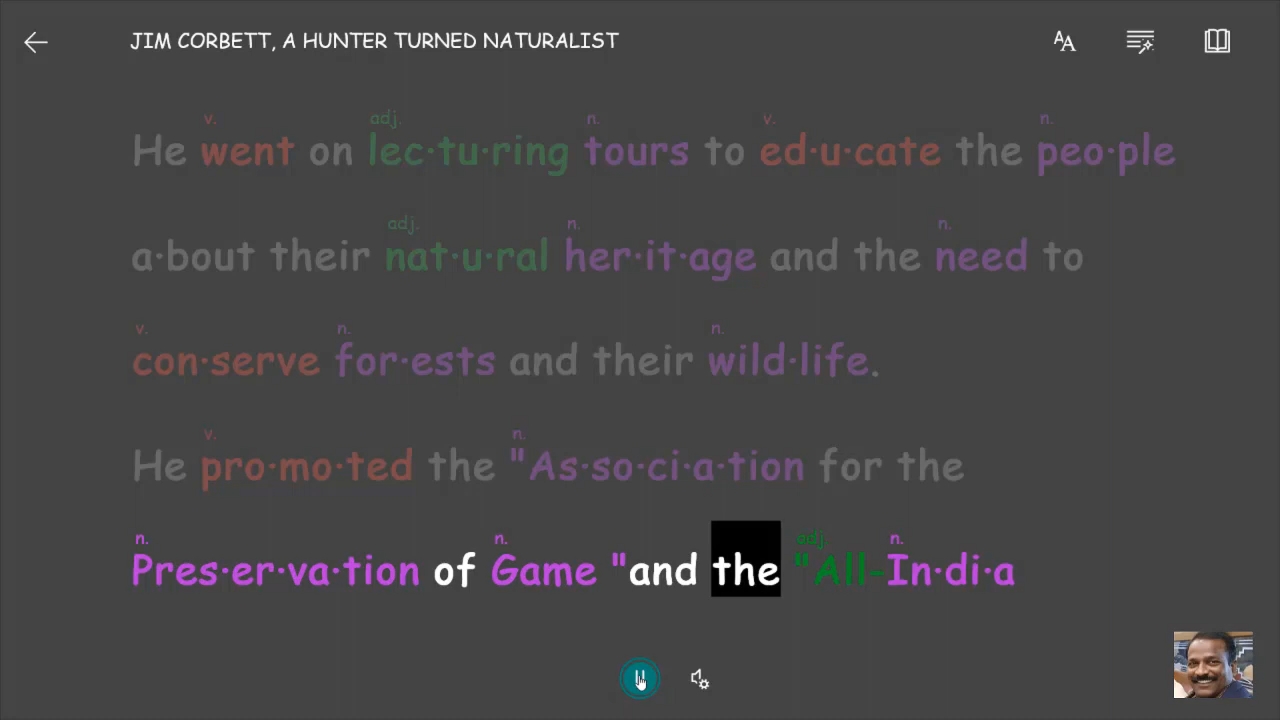 JIM CORBETT, A HUNTER TURNED NATURALIST
v. adj. n. v. n.
He went on lec·tu·ring tours to ed·u·cate the peo·ple
adj. n. n.
a·bout their nat·u·ral her·it·age and the need to
v. n. n.
con·serve for·ests and their wild·life.
v. n.
He pro·mo·ted the "As·so·ci·a·tion for the
n. n. adj. n.
Pres·er·va·tion of Game "and the "All-In·di·a